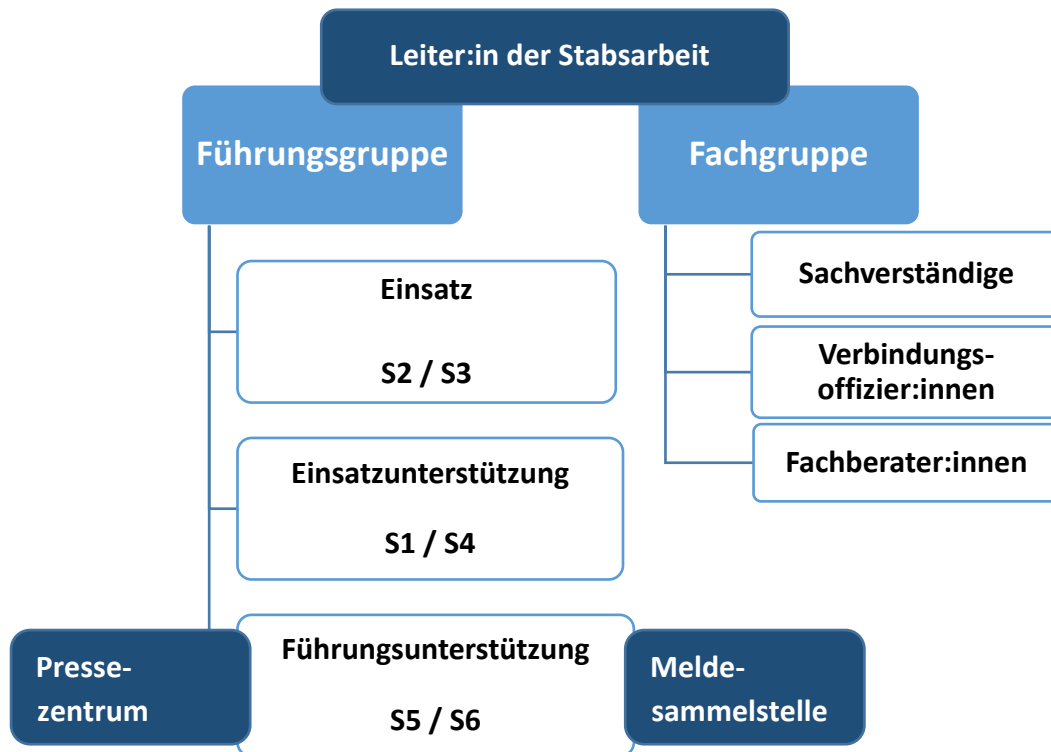 Leiter:in der Stabsarbeit
Führungsgruppe
Fachgruppe
Einsatz
S2 / S3
Einsatzunterstützung
S1 / S4
Führungsunterstützung
S5 / S6
Presse-
zentrum
Melde-
sammelstelle
Sachverständige
Verbindungs-
offizier:innen
Fachberater:innen